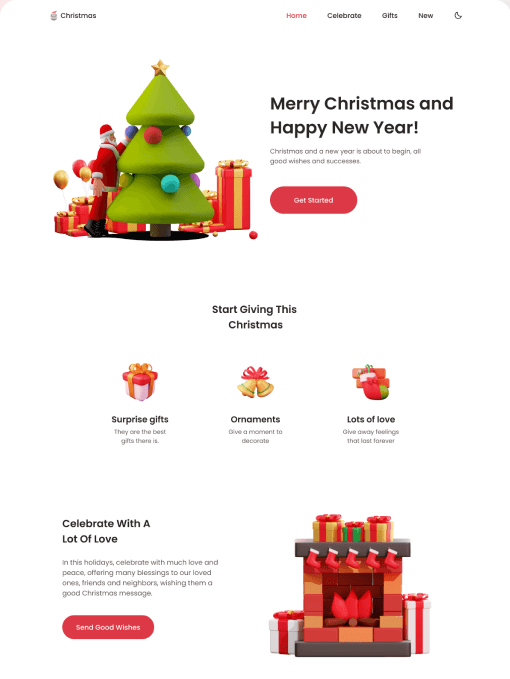 Christmas
Home
Celebrate
Gifts
New
Merry Christmas and
Happy New Year!
Christmas and a new year is about to begin, all
good wishes and successes.
Get Started
Start Giving This
Christmas
Surprise gifts
They are the best
gifts there is.
Ornaments
Give a moment to
decorate
Lots of love
Give away feelings
that last forever
Celebrate With A
Lot Of Love
In this holidays, celebrate with much love and
peace, offering many blessings to our loved
ones, friends and neighbors, wishing them a
good Christmas message.
Send Good Wishes